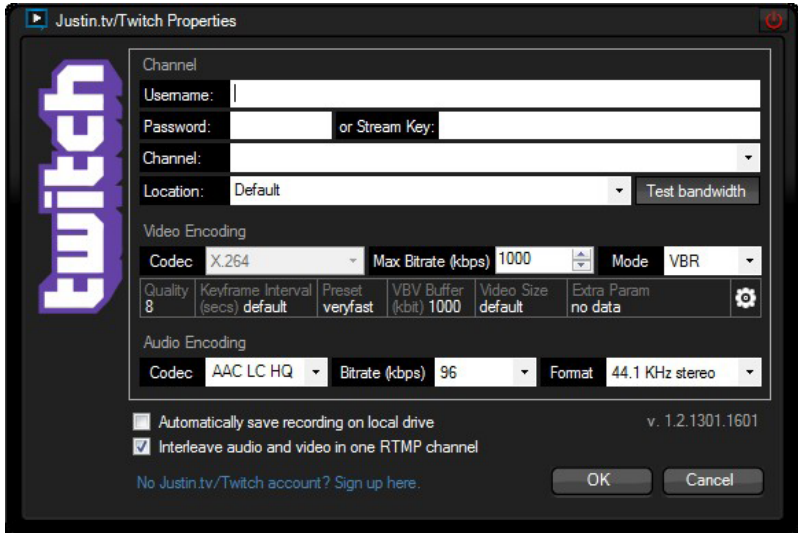 Justin.tv/Twitch Properties
twitch
Channel
Username:
Password: or Stream Key:
Channel:
Location: Default Test bandwidth
Video Encoding
Codec X.264 Max Bitrate (kbps) 1000 Mode VBR
Quality Keyframe Interval Preset VBV Buffer Video Size Extra Param
8 (secs) default veryfast (kbit) 1000 default no data
Audio Encoding
Codec AAC LC HQ Bitrate (kbps) 96 Format 44.1 KHz stereo
Automatically save recording on local drive v. 1.2.1301.1601
Interleave audio and video in one RTMP channel
No Justin.tv/Twitch account? Sign up here. OK Cancel